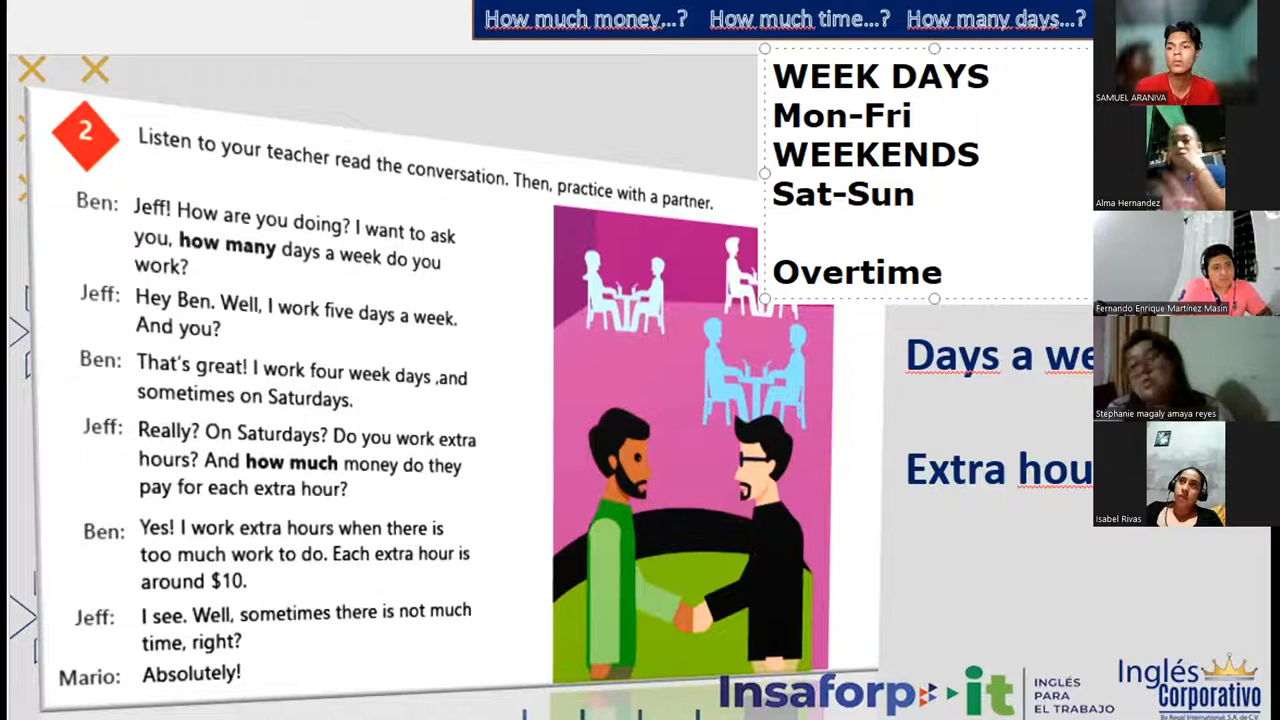 How much money...? How much time...? How many days...?
WEEK DAYS
Mon-Fri
WEEKENDS
Sat-Sun
Overtime
2
Listen to your teacher read the conversation. Then, practice with a partner.
Ben: Jeff! How are you doing? I want to ask
you, how many days a week do you
work?
Jeff: Hey Ben. Well, I work five days a week.
And you?
Ben: That's great! I work four week days ,and
sometimes on Saturdays.
Jeff: Really? On Saturdays? Do you work extra
hours? And how much money do they
pay for each extra hour?
Ben: Yes! I work extra hours when there is
too much work to do. Each extra hour is
around $10.
Jeff: I see. Well, sometimes there is not much
time, right?
Mario: Absolutely!
Days a we
Extra hou
SAMUEL ARANIVA
Alma Hernandez
Fernando Enrique Martínez Masin
Stephanie magaly amaya reyes
Isabel Rivas
Insaforp
it
INGLÉS
PARA
EL TRABAJO
Inglés
Corporativo
By Regal International, S.A. de C.V.